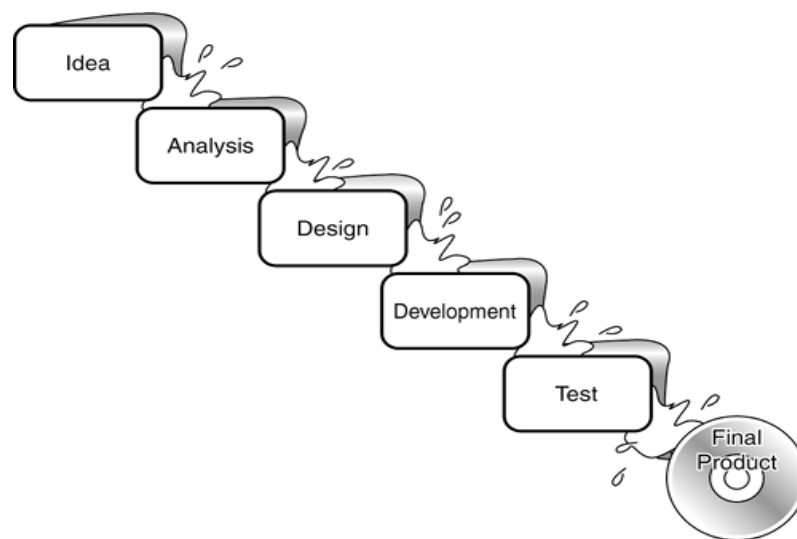 Idea
Analysis
Design
Development
Test
Final
Product